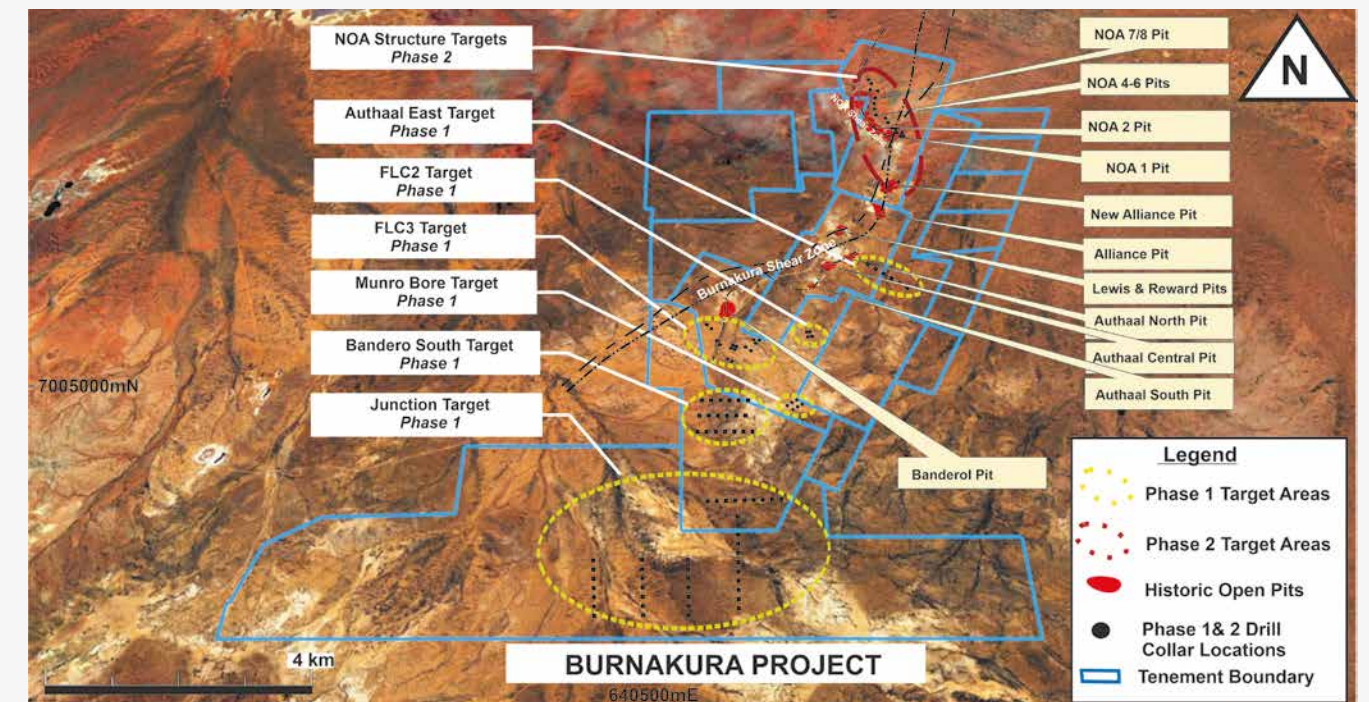 NOA Structure Targets
Phase 2
Authaal East Target
Phase 1
FLC2 Target
Phase 1
FLC3 Target
Phase 1
Munro Bore Target
Phase 1
Bandero South Target
Phase 1
Junction Target
Phase 1
7005000mN
NOA 7/8 Pit
NOA 4-6 Pits
NOA 2 Pit
NOA 1 Pit
New Alliance Pit
Alliance Pit
Lewis & Reward Pits
Authaal North Pit
Authaal Central Pit
Authaal South Pit
Banderol Pit
N
Burnakura Shear Zone
Legend
Phase 1 Target Areas
Phase 2 Target Areas
Historic Open Pits
Phase 1& 2 Drill
Collar Locations
Tenement Boundary
4 km
BURNAKURA PROJECT
640500mE